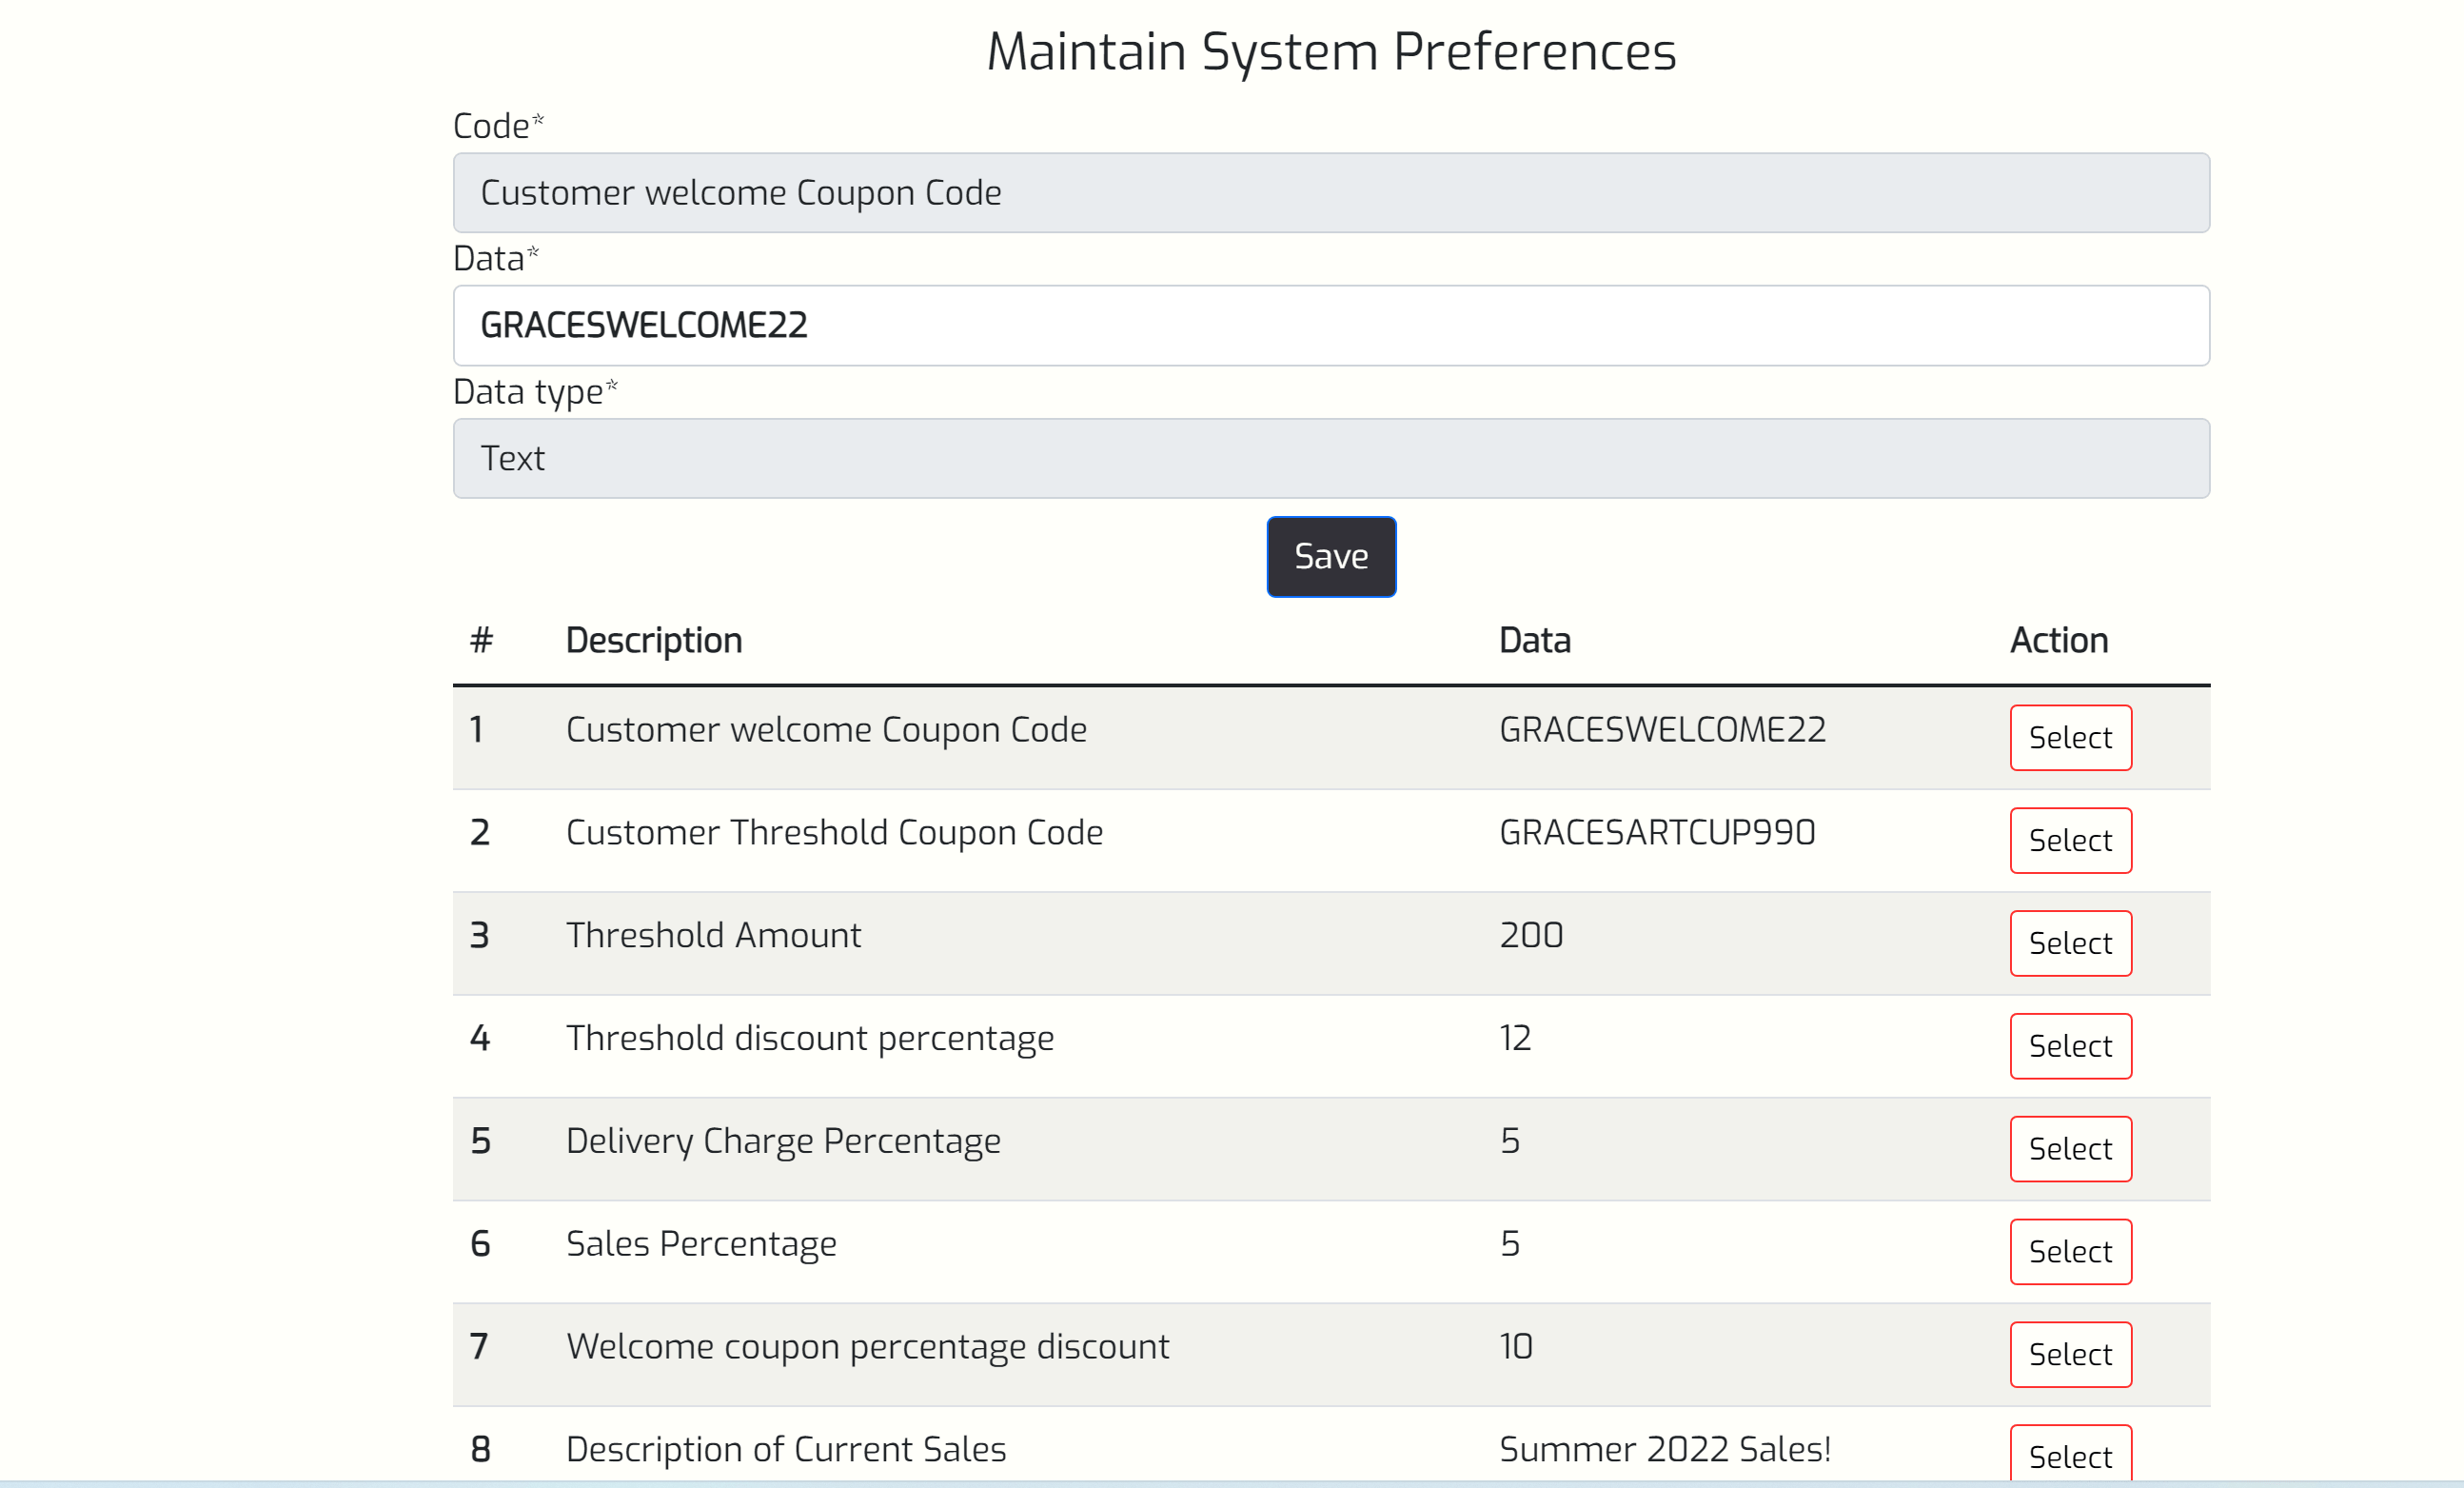 Maintain System Preferences
Code*
Customer welcome Coupon Code
Data*
GRACESWELCOME22
Data type*
Text
Save
# Description Data Action
1 Customer welcome Coupon Code GRACESWELCOME22 Select
2 Customer Threshold Coupon Code GRACESARTCUP990 Select
3 Threshold Amount 200 Select
4 Threshold discount percentage 12 Select
5 Delivery Charge Percentage 5 Select
6 Sales Percentage 5 Select
7 Welcome coupon percentage discount 10 Select
8 Description of Current Sales Summer 2022 Sales! Select